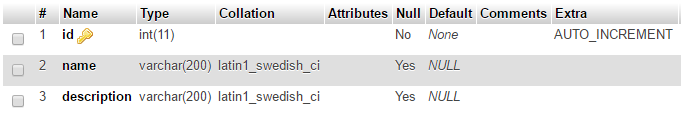 # Name Type Collation Attributes Null Default Comments Extra
1 id int(11) No None AUTO_INCREMENT
2 name varchar(200) latin1_swedish_ci Yes NULL
3 description varchar(200) latin1_swedish_ci Yes NULL